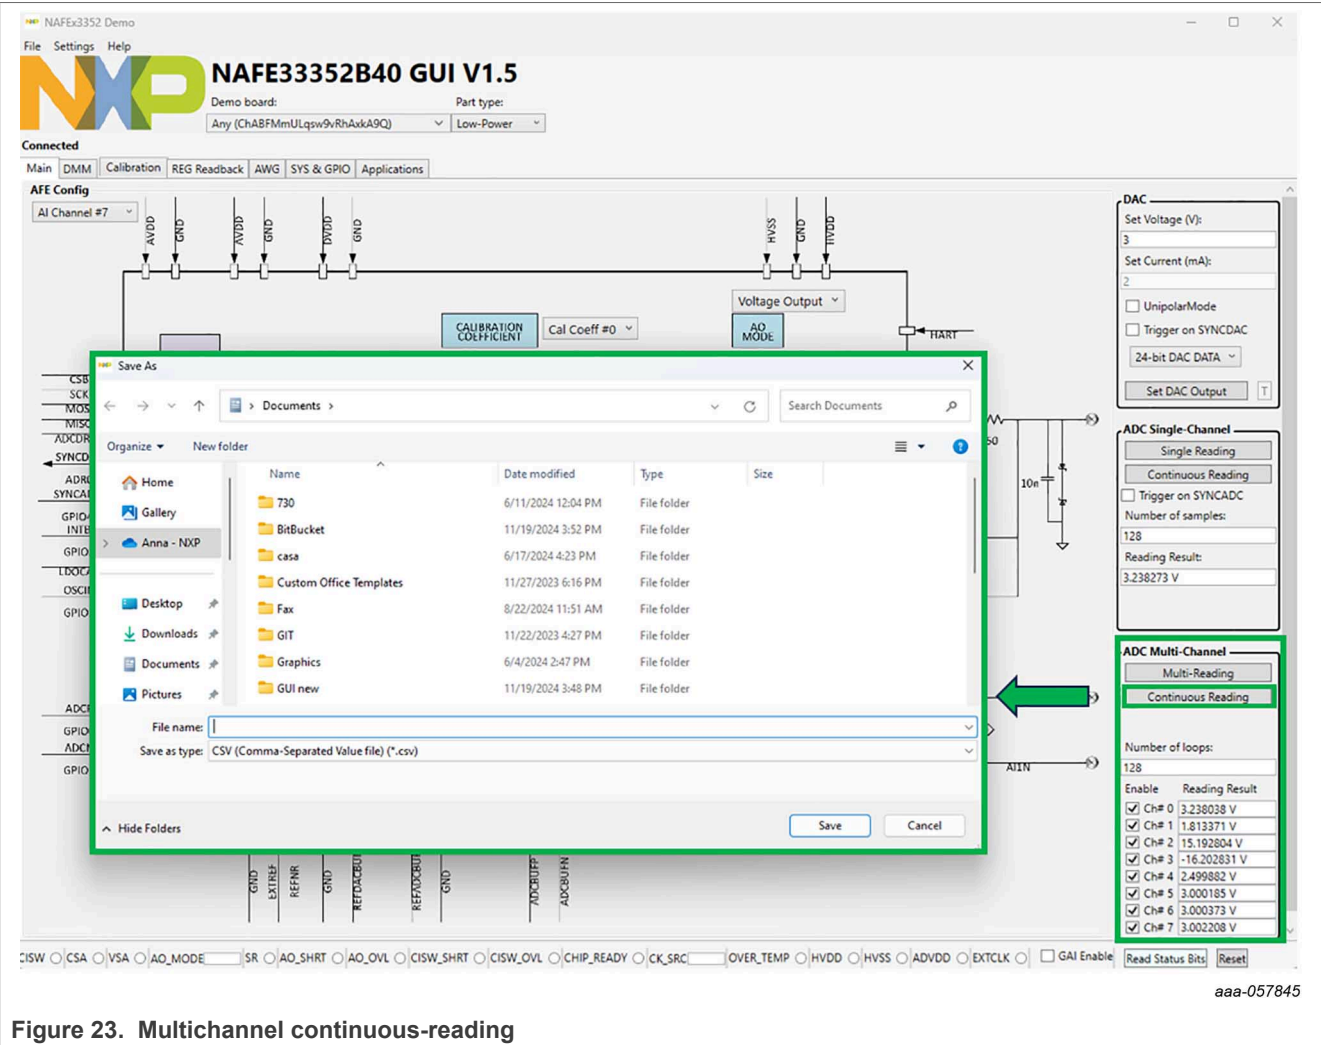 NAFEx3352 Demo
File Settings Help
NXP
NAFE33352B40 GUI V1.5
Demo board: Part type:
Any (ChABFMmULqsw9vRhAxkA9Q) Low-Power
Connected
Main DMM Calibration REG Readback AWG SYS & GPIO Applications
AFE Config
AI Channel #7
AVDD GND AVDD GND DVDD GND HVSS GND HVDD
Voltage Output
CALIBRATION COEFFICIENT
Cal Coeff #0
AO MODE
HART
DAC
Set Voltage (V):
3
Set Current (mA):
2
UnipolarMode
Trigger on SYNCDAC
24-bit DAC DATA
Set DAC Output T
ADC Single-Channel
Single Reading
Continuous Reading
Trigger on SYNCADC
Number of samples:
128
Reading Result:
3.238273 V
ADC Multi-Channel
Multi-Reading
Continuous Reading
Number of loops:
128
Enable Reading Result
Ch# 0 3.238038 V
Ch# 1 1.813371 V
Ch# 2 15.192804 V
Ch# 3 -16.202831 V
Ch# 4 2.499882 V
Ch# 5 3.000185 V
Ch# 6 3.000373 V
Ch# 7 3.002208 V
Save As
Documents
Search Documents
Organize New folder
Name Date modified Type Size
Home
Gallery
Anna - NXP
Desktop
Downloads
Documents
Pictures
730 6/11/2024 12:04 PM File folder
BitBucket 11/19/2024 3:52 PM File folder
casa 6/17/2024 4:23 PM File folder
Custom Office Templates 11/27/2023 6:16 PM File folder
Fax 8/22/2024 11:51 AM File folder
GIT 11/22/2023 4:27 PM File folder
Graphics 6/4/2024 2:47 PM File folder
GUI new 11/19/2024 3:48 PM File folder
File name:
Save as type: CSV (Comma-Separated Value file) (*.csv)
Hide Folders
Save Cancel
CSB
SCK
GPIO
GPIO
GPIO
GPIO
GPIO
10n
AI1N
GND EXTREF REFNR GND REFDACBU REFADCBU GND ADCBUFP ADCBUFN
CISW CSA VSA AO_MODE SR AO_SHRT AO_OVL CISW_SHRT CISW_OVL CHIP_READY CK_SRC OVER_TEMP HVDD HVSS ADVDD EXTCLK GAI Enable Read Status Bits Reset
aaa-057845
Figure 23. Multichannel continuous-reading